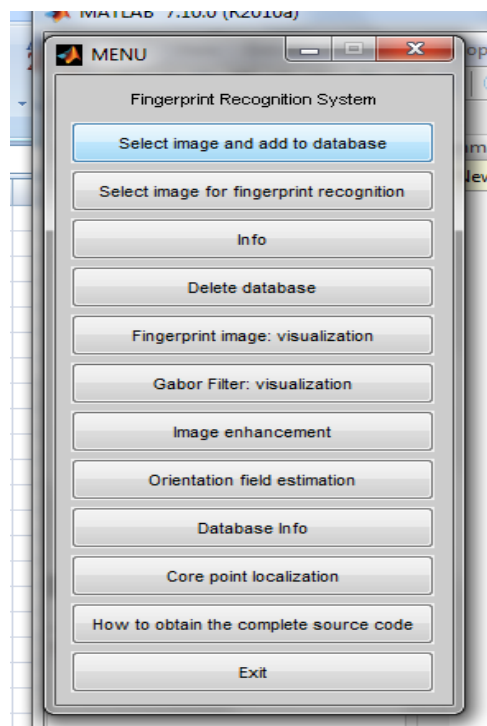 MATLAB 7.10.0 (R2010a)
MENU
Fingerprint Recognition System
Select image and add to database
Select image for fingerprint recognition
Info
Delete database
Fingerprint image: visualization
Gabor Filter: visualization
Image enhancement
Orientation field estimation
Database Info
Core point localization
How to obtain the complete source code
Exit